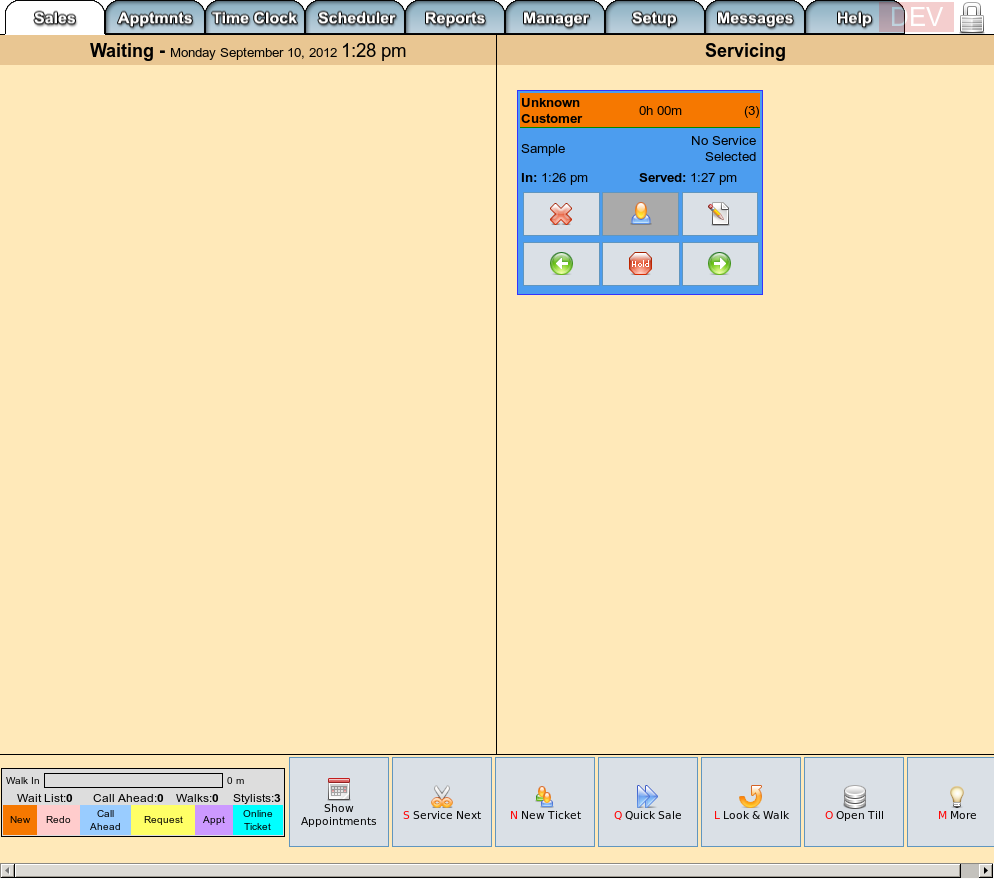 Sales Apptmnts Time Clock Scheduler Reports Manager Setup Messages Help DEV
Waiting - Monday September 10, 2012 1:28 pm
Servicing
Unknown
Customer
0h 00m
(3)
Sample
No Service
Selected
In: 1:26 pm
Served: 1:27 pm
Hold
Walk In
0 m
Wait List:0 Call Ahead:0 Walks:0 Stylists:3
New
Redo
Call
Ahead
Request
Appt
Online
Ticket
Show
Appointments
S Service Next
N New Ticket
Q Quick Sale
L Look & Walk
O Open Till
M More